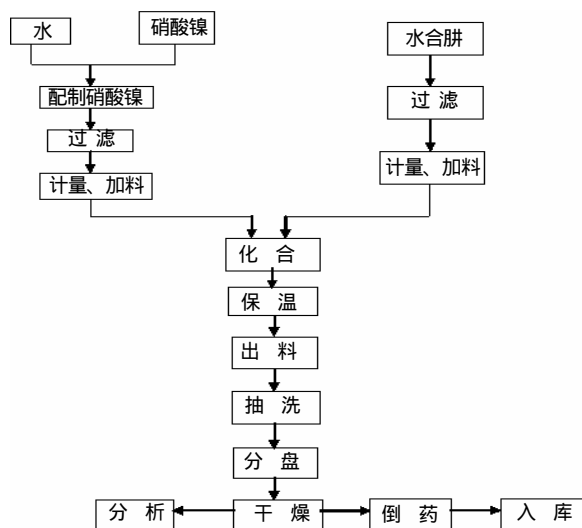 水
硝酸镍
水合肼
配制硝酸镍
过滤
过 滤
计量、加料
计量、加料
化 合
保 温
出 料
抽 洗
分 盘
分 析
干 燥
倒 药
入 库